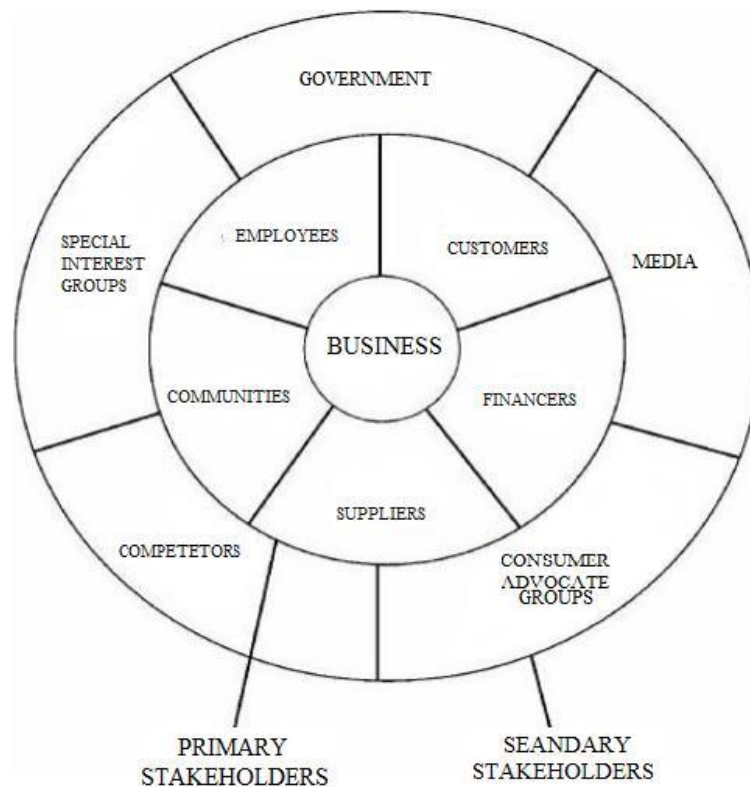 GOVERNMENT
EMPLOYEES
CUSTOMERS
SPECIAL
INTEREST
GROUPS
MEDIA
BUSINESS
COMMUNITIES
FINANCERS
SUPPLIERS
COMPETETORS
CONSUMER
ADVOCATE
GROUPS
PRIMARY
STAKEHOLDERS
SEANDARY
STAKEHOLDERS